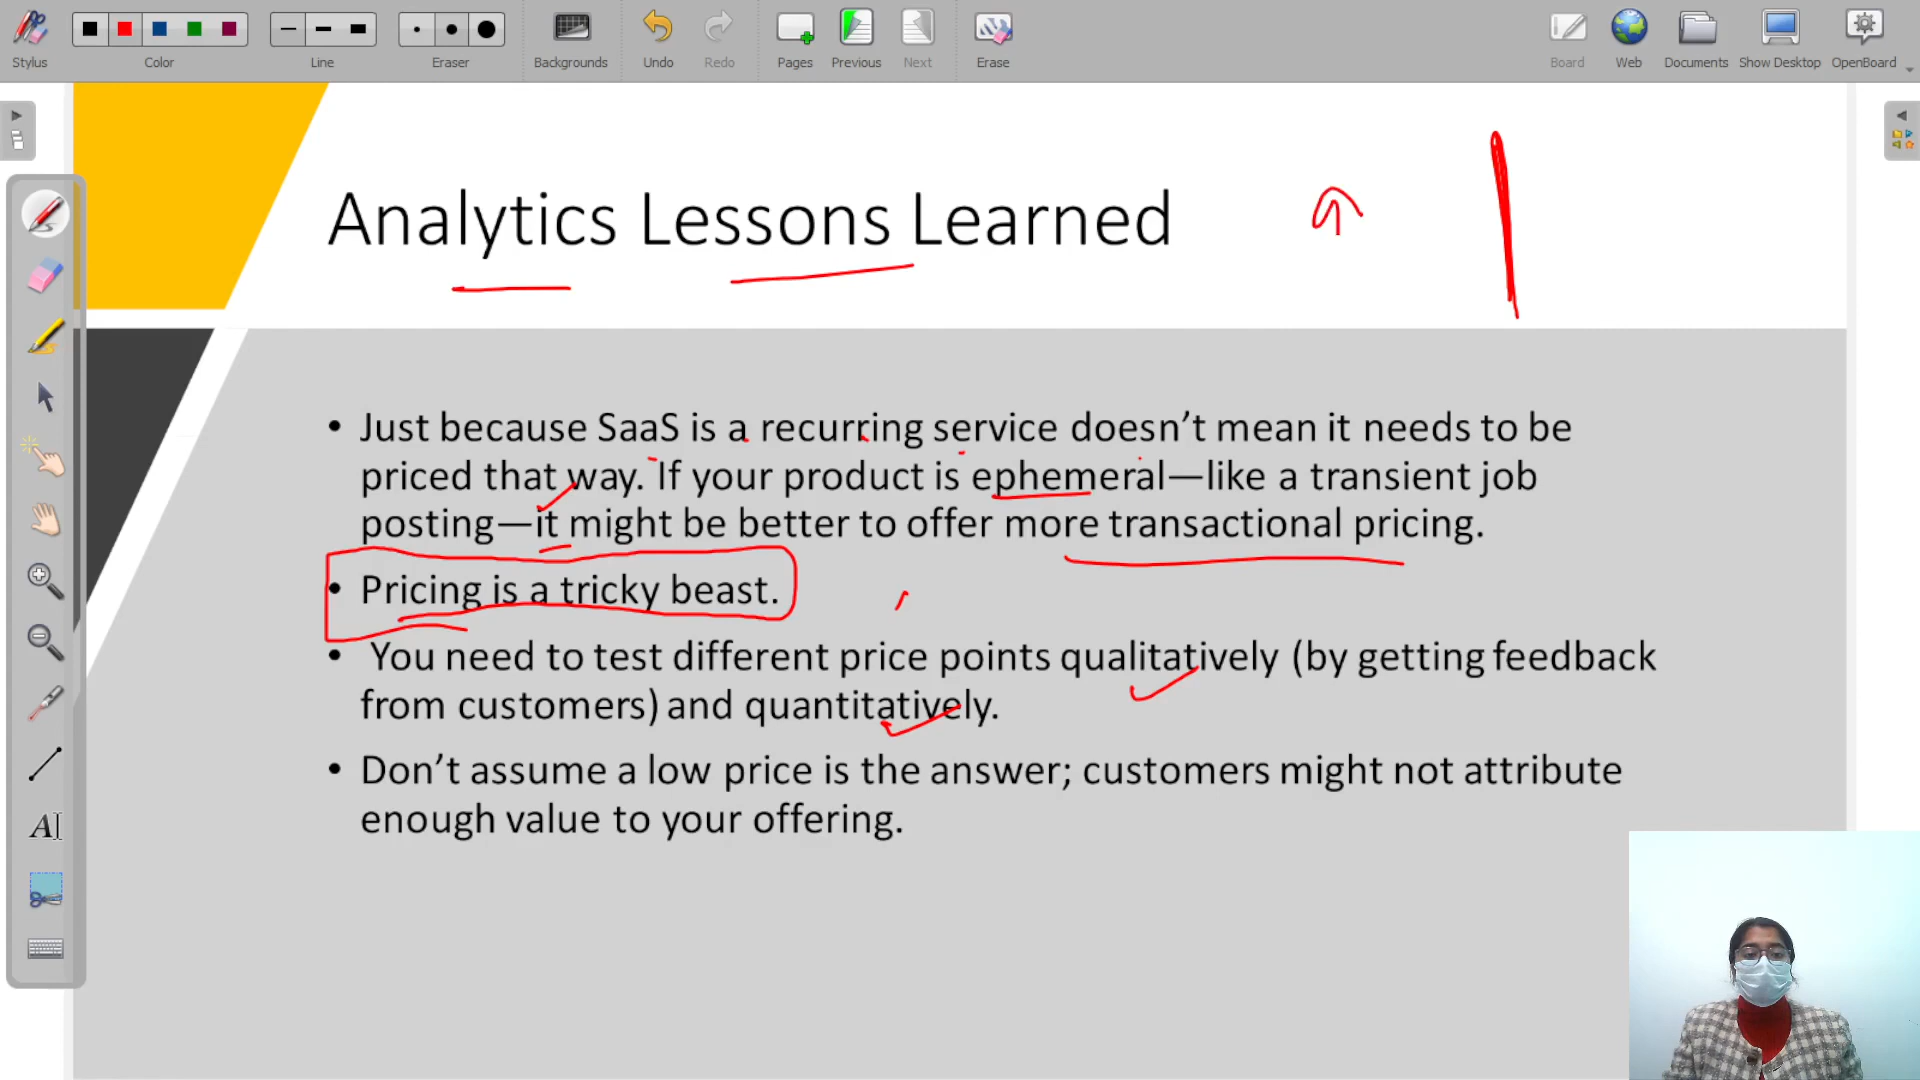 Stylus Color Line Eraser Backgrounds Undo Redo Pages Previous Next Erase Board Web Documents Show Desktop OpenBoard
Analytics Lessons Learned
• Just because SaaS is a recurring service doesn’t mean it needs to be
priced that way. If your product is ephemeral—like a transient job
posting—it might be better to offer more transactional pricing.
• Pricing is a tricky beast.
• You need to test different price points qualitatively (by getting feedback
from customers) and quantitatively.
• Don’t assume a low price is the answer; customers might not attribute
enough value to your offering.